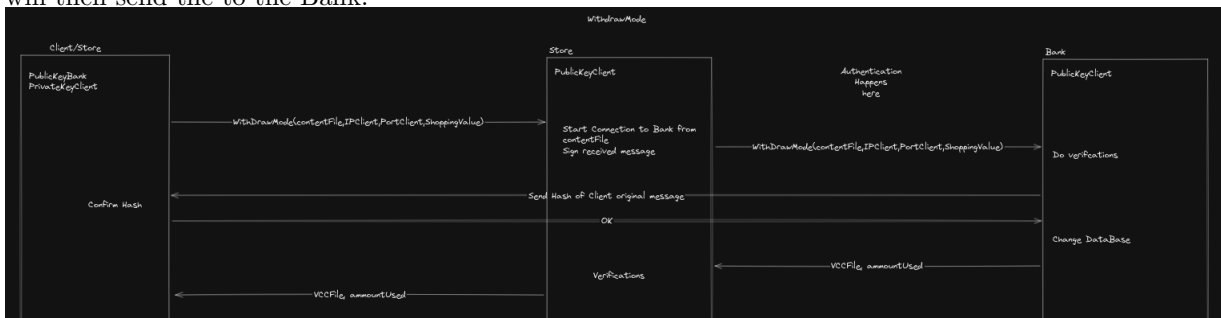 will then send the to the Bank.
WithdrawMode
Client/Store
Store
Bank
PublicKeyBank
PrivateKeyClient
PublicKeyClient
Authentication
Happens
here
PublicKeyClient
WithDrawMode(contentFile,IPClient,PortClient,ShoppingValue)
Start Connection to Bank from
contentFile
Sign received message
WithDrawMode(contentFile,IPClient,PortClient,ShoppingValue)
Do verifcations
Send Hash of Client original message
Confirm Hash
OK
Change DataBase
VCCFile, ammountUsed
Verifications
VCCFile, ammountUsed